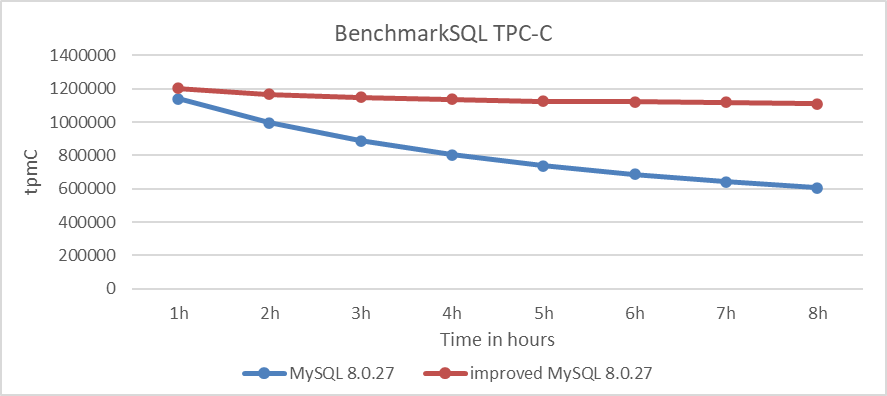 BenchmarkSQL TPC-C
1400000
1200000
1000000
800000
600000
400000
200000
0
tpmC
1h 2h 3h 4h 5h 6h 7h 8h
Time in hours
MySQL 8.0.27 improved MySQL 8.0.27